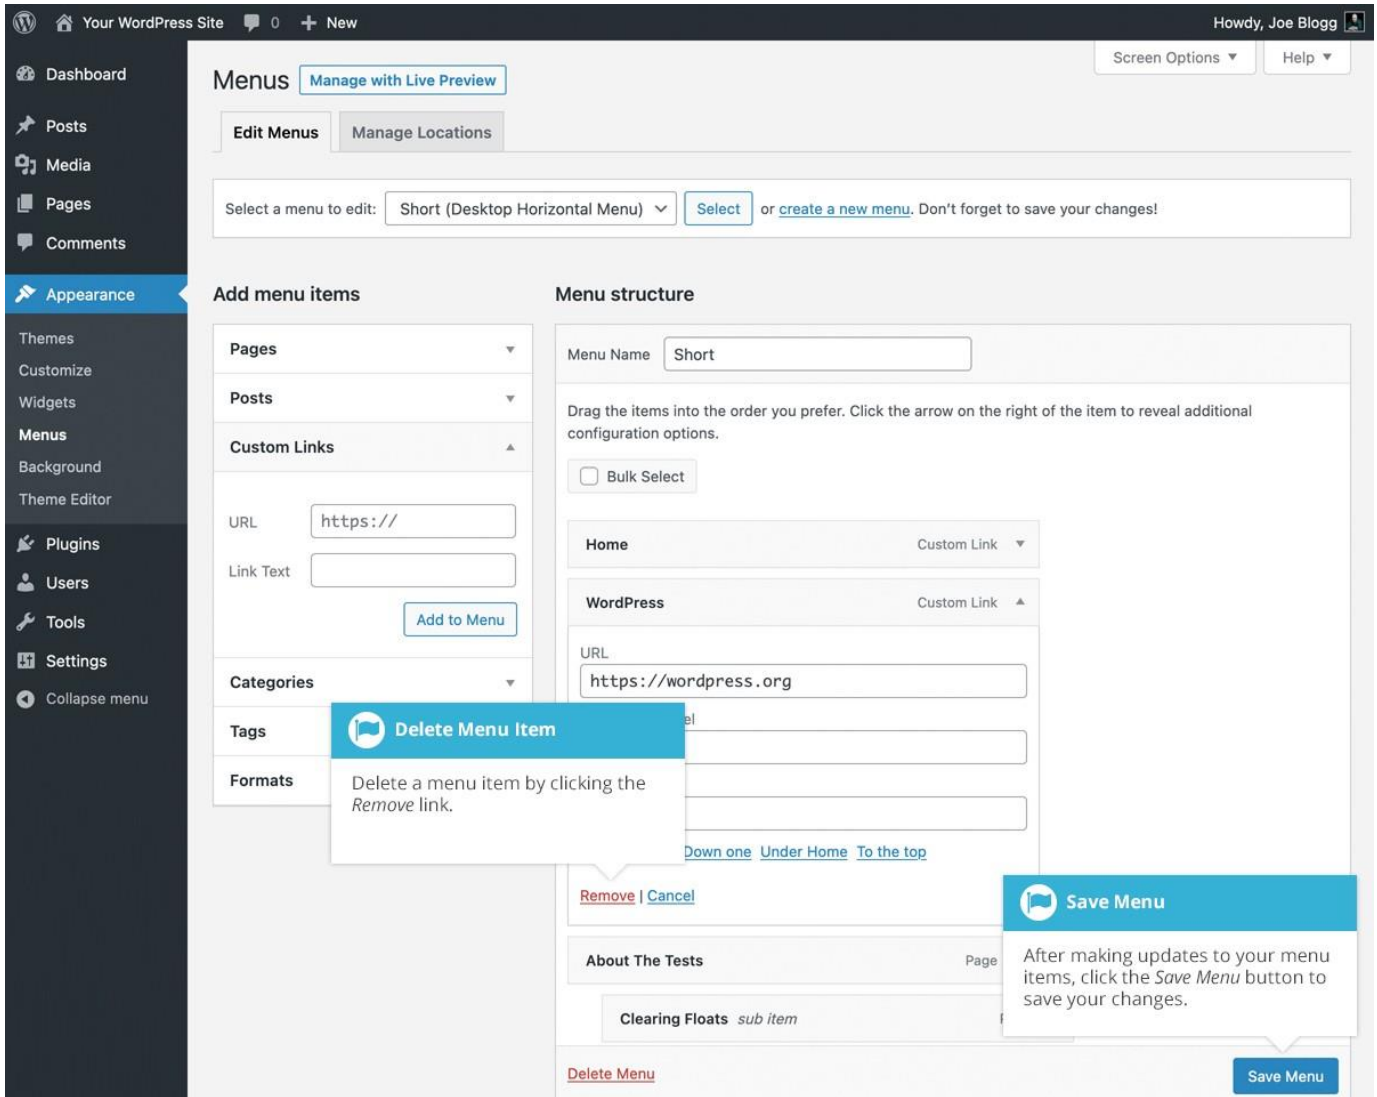 Your WordPress Site 0 New Howdy, Joe Blogg
Screen Options Help
Dashboard
Posts
Media
Pages
Comments
Appearance
Themes
Customize
Widgets
Menus
Background
Theme Editor
Plugins
Users
Tools
Settings
Collapse menu
Menus Manage with Live Preview
Edit Menus Manage Locations
Select a menu to edit: Short (Desktop Horizontal Menu) Select or create a new menu. Don't forget to save your changes!
Add menu items
Pages
Posts
Custom Links
URL https://
Link Text
Add to Menu
Categories
Tags
Formats
Menu structure
Menu Name Short
Drag the items into the order you prefer. Click the arrow on the right of the item to reveal additional
configuration options.
Bulk Select
Home Custom Link
WordPress Custom Link
URL
https://wordpress.org
Delete Menu Item
Delete a menu item by clicking the
Remove link.
Down one Under Home To the top
Remove | Cancel
About The Tests Page
Clearing Floats sub item
Save Menu
After making updates to your menu
items, click the Save Menu button to
save your changes.
Delete Menu Save Menu